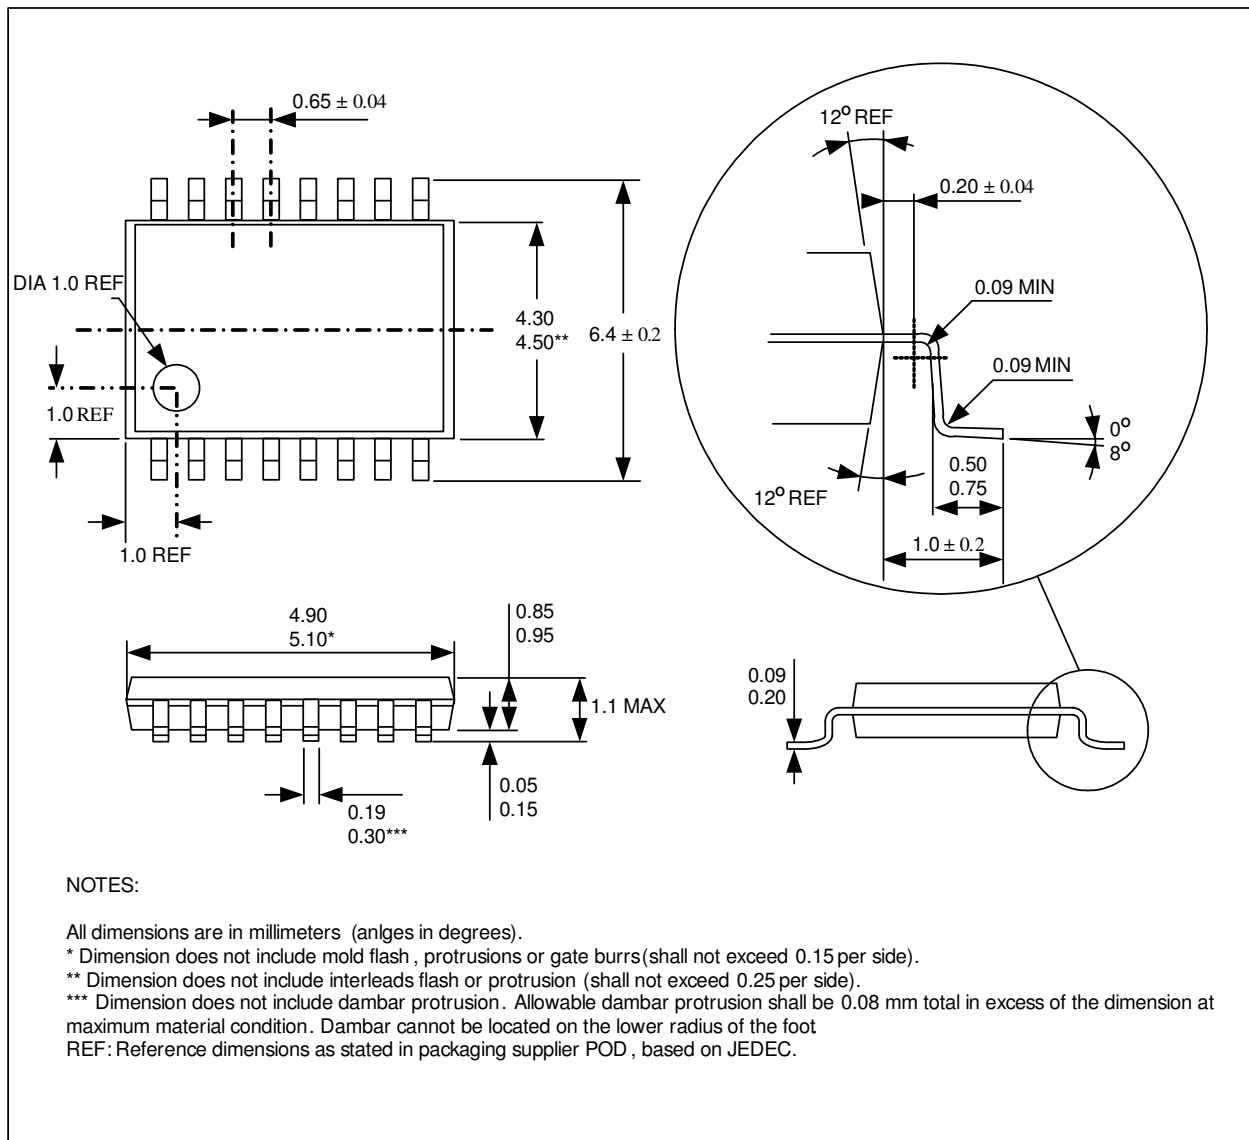 0.65 ± 0.04
12° REF
0.20 ± 0.04
DIA 1.0 REF
0.09 MIN
4.30
4.50**
6.4 ± 0.2
0.09 MIN
1.0 REF
0°
8°
0.50
0.75
12° REF
1.0 REF
1.0 ± 0.2
4.90
5.10*
0.85
0.95
1.1 MAX
0.09
0.20
0.05
0.15
0.19
0.30***
NOTES:
All dimensions are in millimeters (anlges in degrees).
* Dimension does not include mold flash, protrusions or gate burrs (shall not exceed 0.15 per side).
** Dimension does not include interleads flash or protrusion (shall not exceed 0.25 per side).
*** Dimension does not include dambar protrusion. Allowable dambar protrusion shall be 0.08 mm total in excess of the dimension at
maximum material condition. Dambar cannot be located on the lower radius of the foot
REF: Reference dimensions as stated in packaging supplier POD, based on JEDEC.